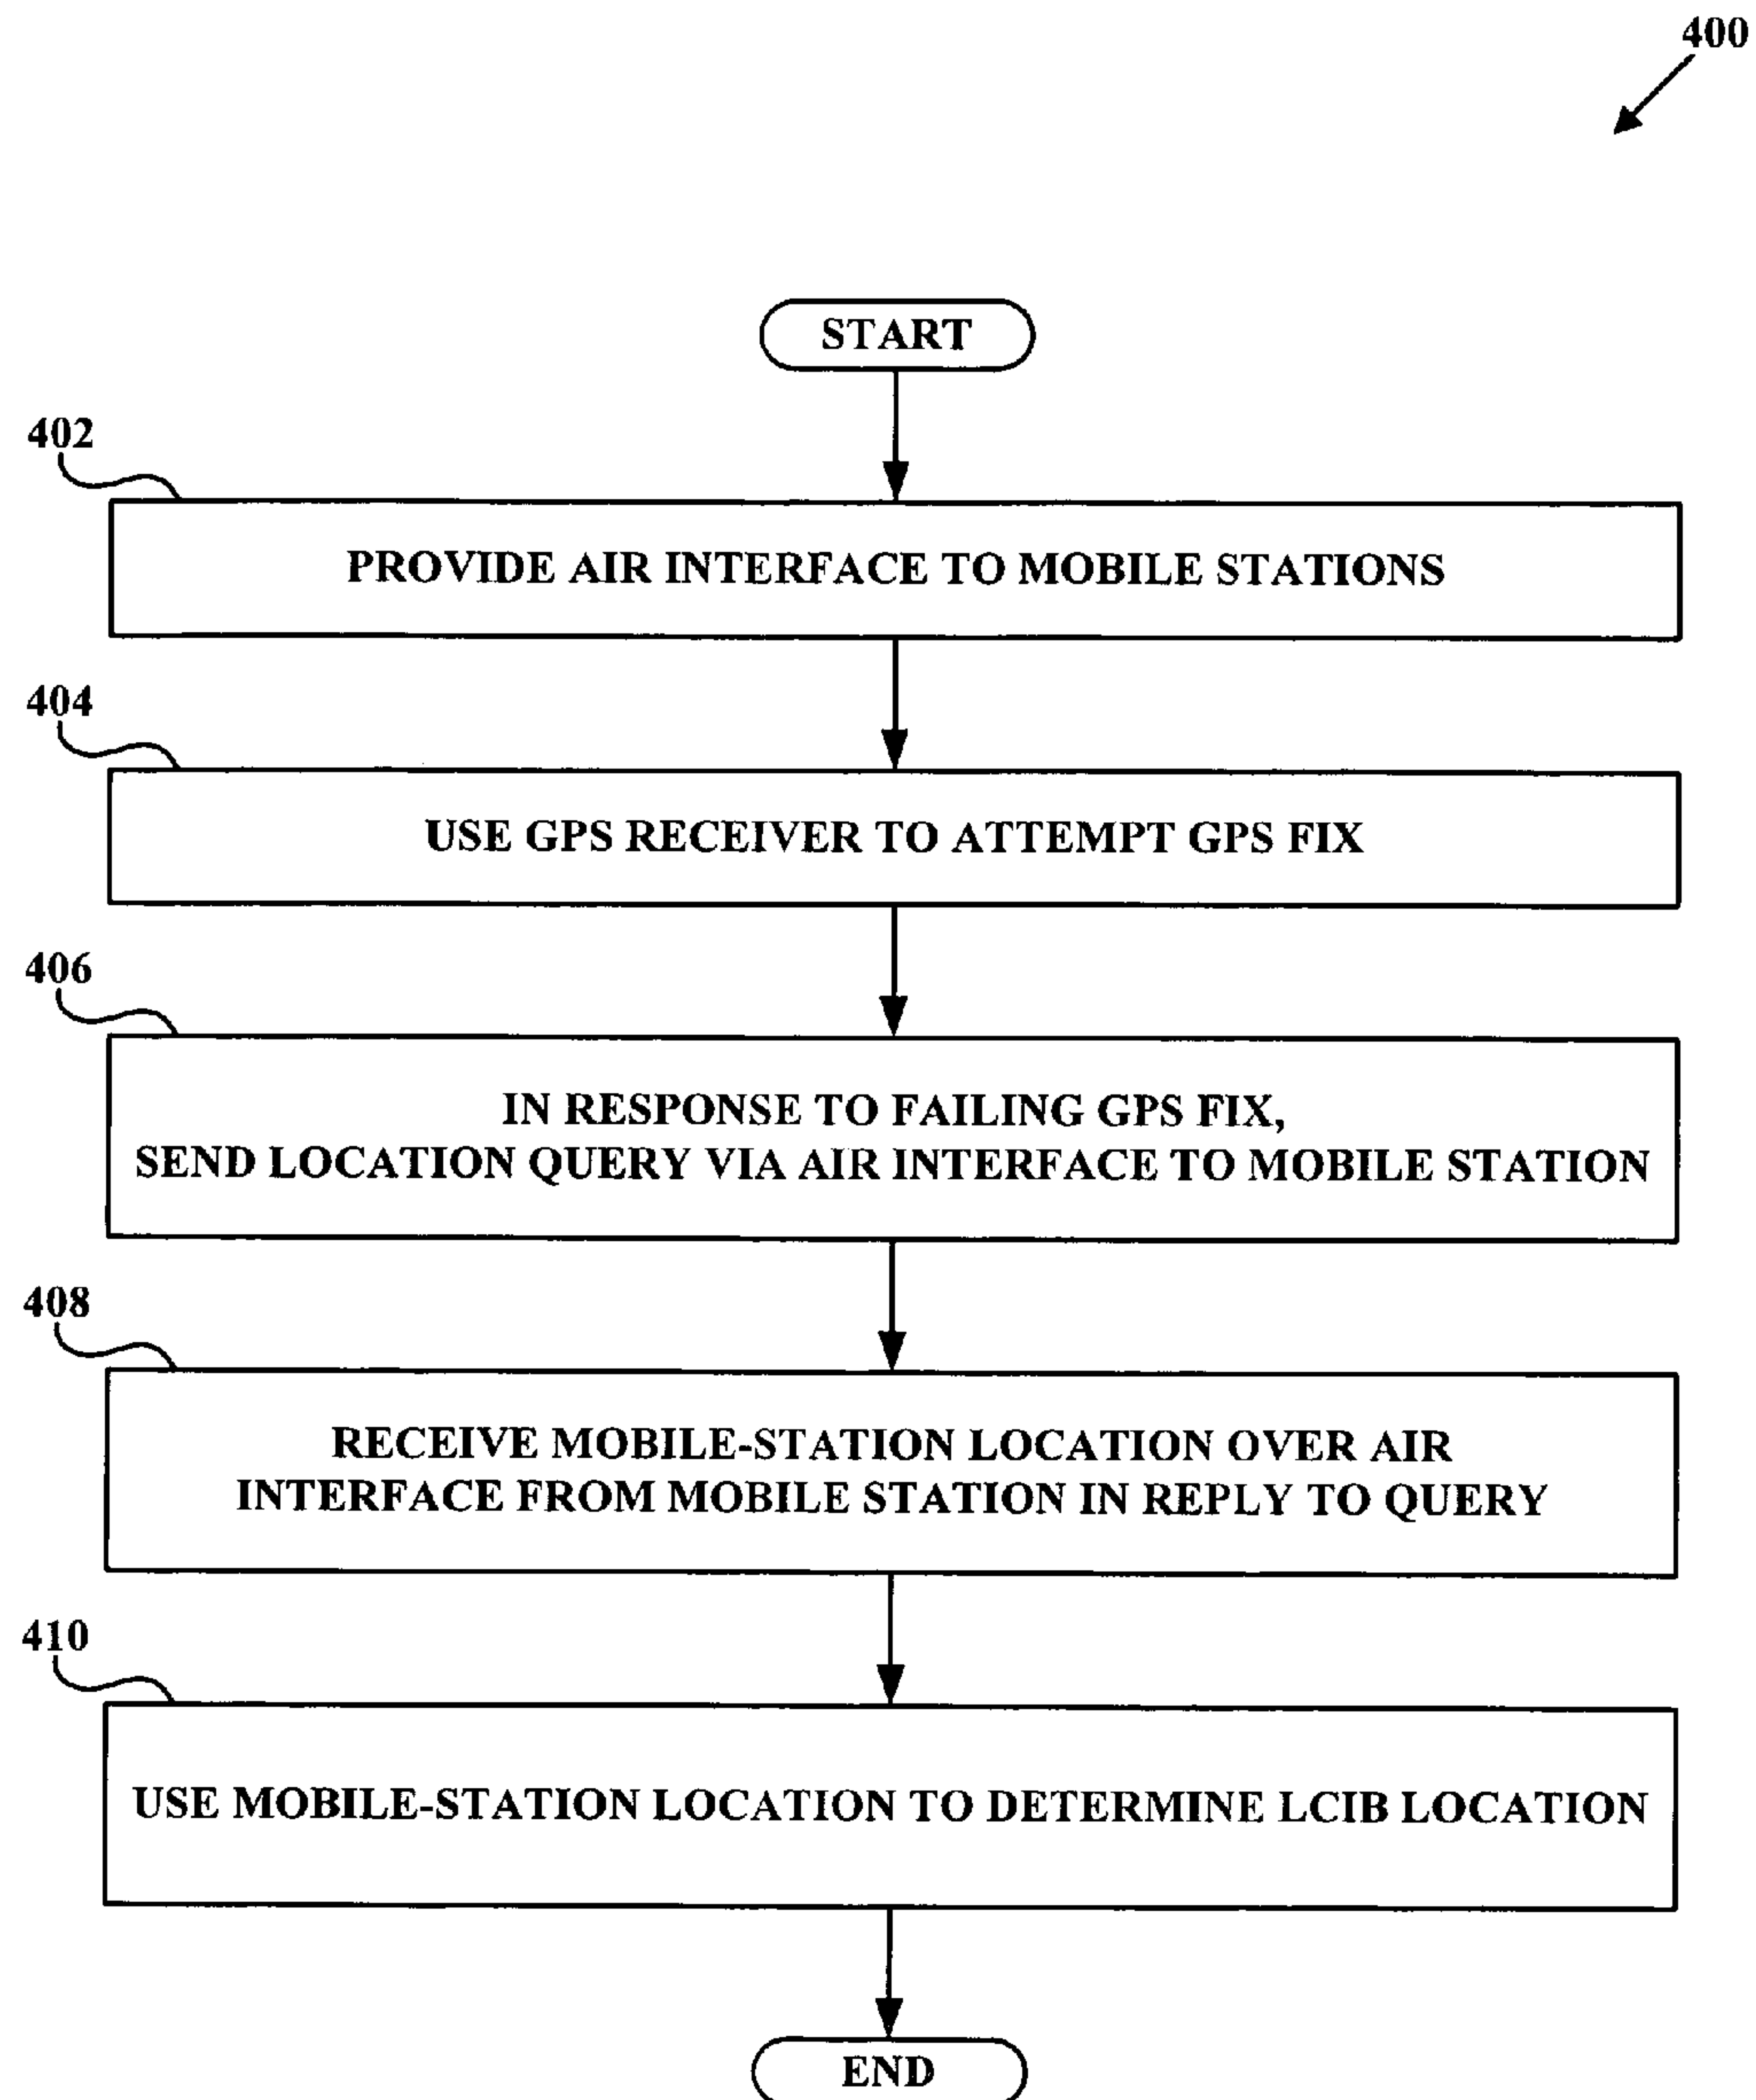 400
START
402
PROVIDE AIR INTERFACE TO MOBILE STATIONS
404
USE GPS RECEIVER TO ATTEMPT GPS FIX
406
IN RESPONSE TO FAILING GPS FIX,
SEND LOCATION QUERY VIA AIR INTERFACE TO MOBILE STATION
408
RECEIVE MOBILE-STATION LOCATION OVER AIR
INTERFACE FROM MOBILE STATION IN REPLY TO QUERY
410
USE MOBILE-STATION LOCATION TO DETERMINE LCIB LOCATION
END